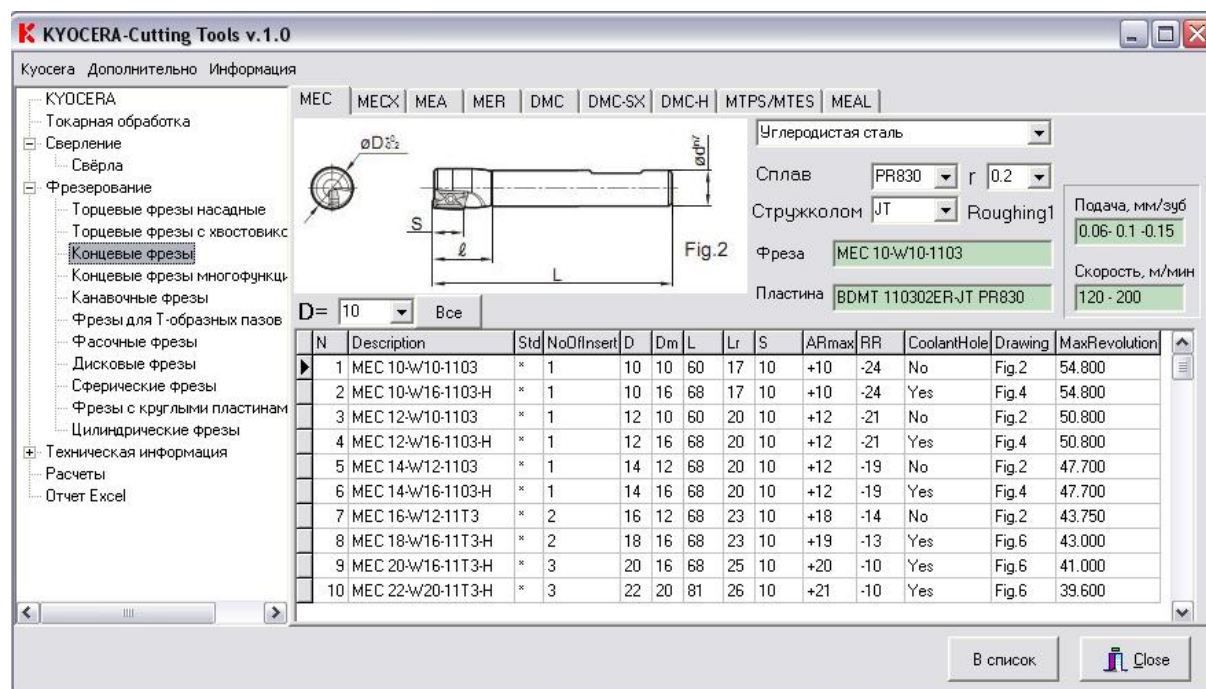 KYOCERA-Cutting Tools v.1.0
Kyocera Дополнительно Информация
KYOCERA
Токарная обработка
Сверление
Свёрла
Фрезерование
Торцевые фрезы насадные
Торцевые фрезы с хвостовикс
Концевые фрезы
Концевые фрезы многофункци
Канавочные фрезы
Фрезы для Т-образных пазов
Фасочные фрезы
Дисковые фрезы
Сферические фрезы
Фрезы с круглыми пластинам
Цилиндрические фрезы
Техническая информация
Расчеты
Отчет Excel
MEC MECX MEA MER DMC DMC-SX DMC-H MTPS/MTES MEAL
øD
ød
S
ℓ
L
Fig.2
Углеродистая сталь
Сплав PR830 r 0.2
Стружколом JT Roughing1
Фреза MEC 10-W10-1103
Пластина BDMT 110302ER-JT PR830
Подача, мм/зуб
0.06- 0.1 -0.15
Скорость, м/мин
120 - 200
D= 10 Все
N Description Std NoOfInsert D Dm L Lr S ARmax RR CoolantHole Drawing MaxRevolution
1 MEC 10-W10-1103 * 1 10 10 60 17 10 +10 -24 No Fig.2 54.800
2 MEC 10-W16-1103-H * 1 10 16 68 17 10 +10 -24 Yes Fig.4 54.800
3 MEC 12-W10-1103 * 1 12 10 60 20 10 +12 -21 No Fig.2 50.800
4 MEC 12-W16-1103-H * 1 12 16 68 20 10 +12 -21 Yes Fig.4 50.800
5 MEC 14-W12-1103 * 1 14 12 68 20 10 +12 -19 No Fig.2 47.700
6 MEC 14-W16-1103-H * 1 14 16 68 20 10 +12 -19 Yes Fig.4 47.700
7 MEC 16-W12-11T3 * 2 16 12 68 23 10 +18 -14 No Fig.2 43.750
8 MEC 18-W16-11T3-H * 2 18 16 68 23 10 +19 -13 Yes Fig.6 43.000
9 MEC 20-W16-11T3-H * 3 20 16 68 25 10 +20 -10 Yes Fig.6 41.000
10 MEC 22-W20-11T3-H * 3 22 20 81 26 10 +21 -10 Yes Fig.6 39.600
В список
Close